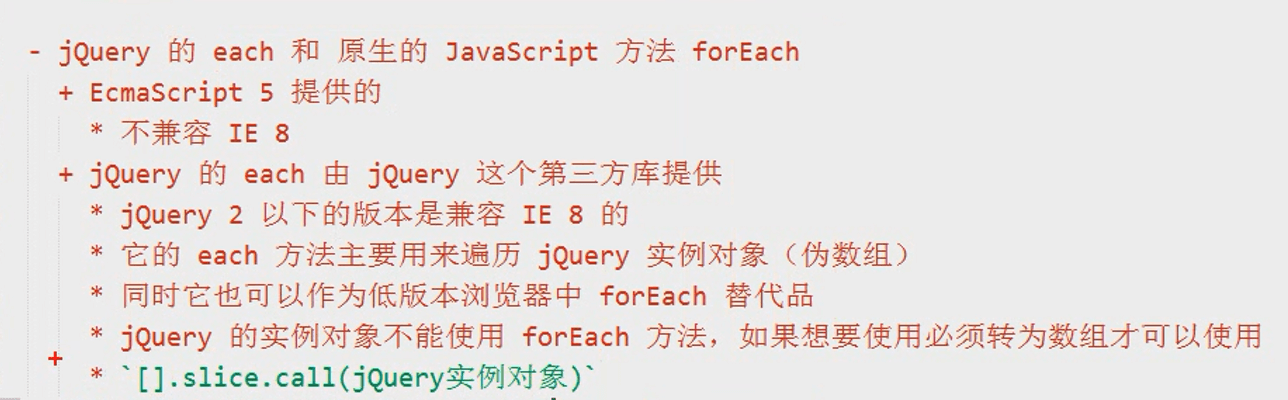 - jQuery 的 each 和 原生的 JavaScript 方法 forEach
+ EcmaScript 5 提供的
* 不兼容 IE 8
+ jQuery 的 each 由 jQuery 这个第三方库提供
* jQuery 2 以下的版本是兼容 IE 8 的
* 它的 each 方法主要用来遍历 jQuery 实例对象（伪数组）
* 同时它也可以作为低版本浏览器中 forEach 替代品
* jQuery 的实例对象不能使用 forEach 方法，如果想要使用必须转为数组才可以使用
* `[].slice.call(jQuery实例对象)`